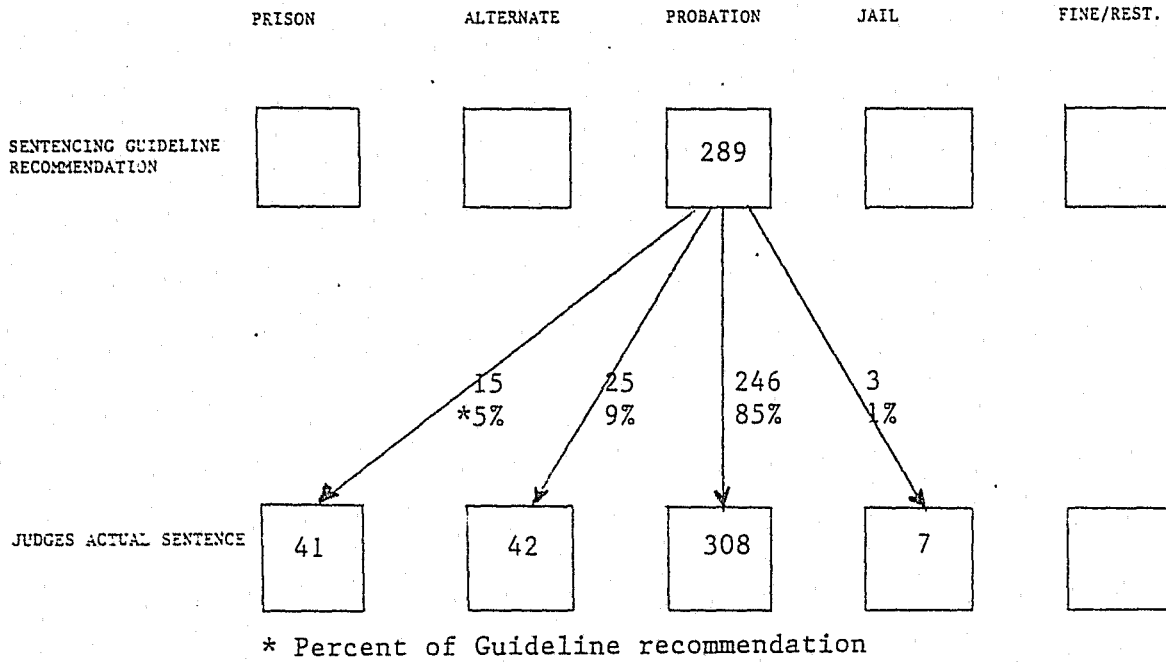 PRISON ALTERNATE PROBATION JAIL FINE/REST.
SENTENCING GUIDELINE
RECOMMENDATION
289
15 25 246 3
*5% 9% 85% 1%
JUDGES ACTUAL SENTENCE 41 42 308 7
* Percent of Guideline recommendation